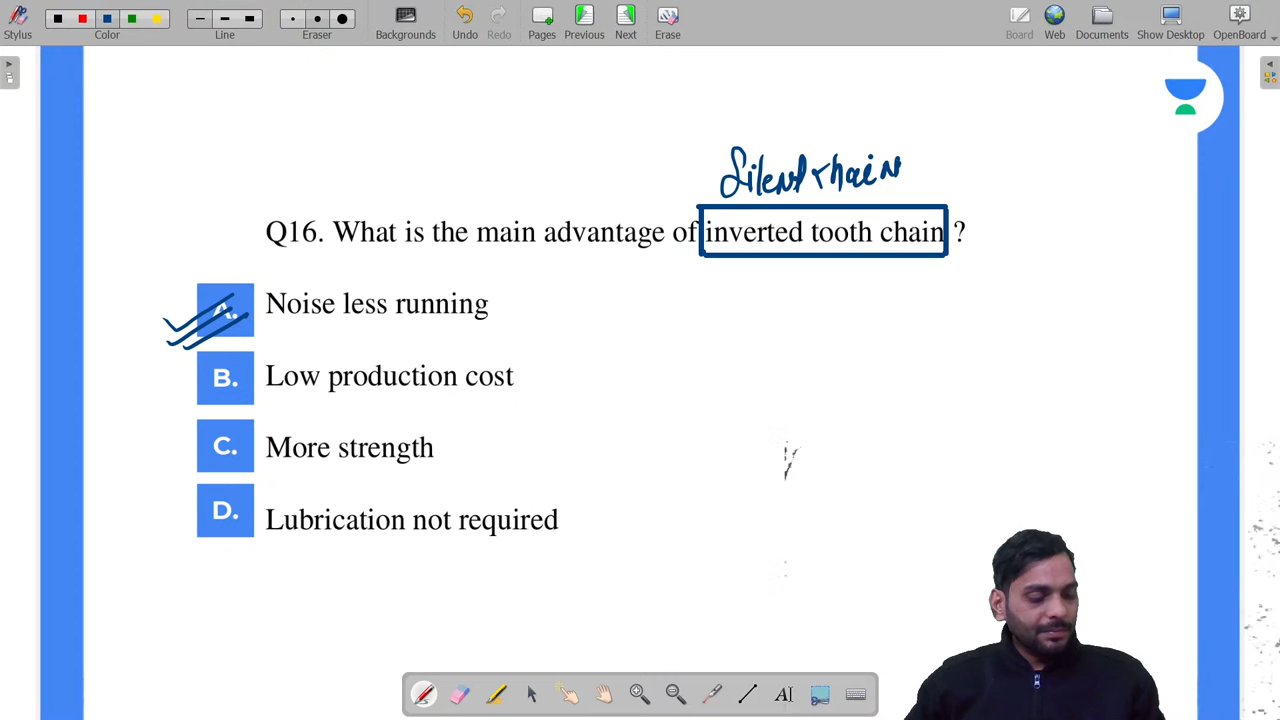 Stylus
Color
Line
Eraser
Backgrounds
Undo
Redo
Pages
Previous
Next
Erase
Board
Web
Documents
Show Desktop
OpenBoard
Silent chain
Q16. What is the main advantage of inverted tooth chain ?
A. Noise less running
B. Low production cost
C. More strength
D. Lubrication not required
AI